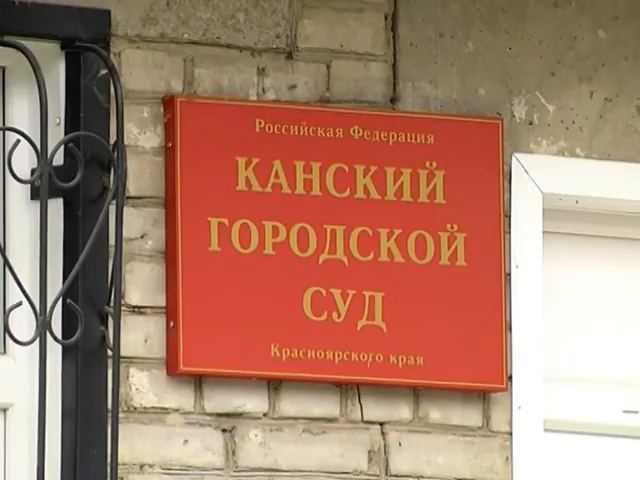 Российская Федерация
КАНСКИЙ
ГОРОДСКОЙ
СУД
Красноярского края